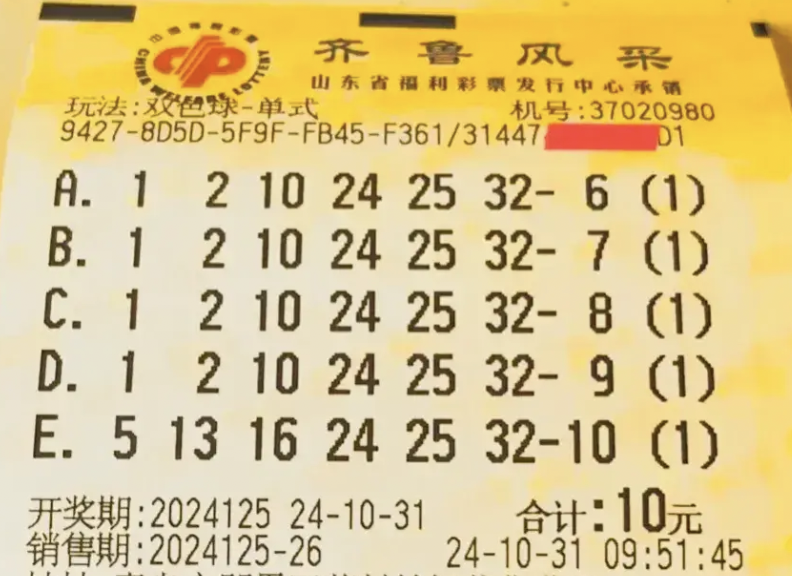 齐鲁风采
CHINA WELFARE LOTTERY
山东省福利彩票发行中心承销
玩法:双色球-单式 机号:37020980
9427-8D5D-5F9F-FB45-F361/31447 01
A. 1 2 10 24 25 32- 6 (1)
B. 1 2 10 24 25 32- 7 (1)
C. 1 2 10 24 25 32- 8 (1)
D. 1 2 10 24 25 32- 9 (1)
E. 5 13 16 24 25 32-10 (1)
开奖期:2024125 24-10-31 合计:10元
销售期:2024125-26 24-10-31 09:51:45